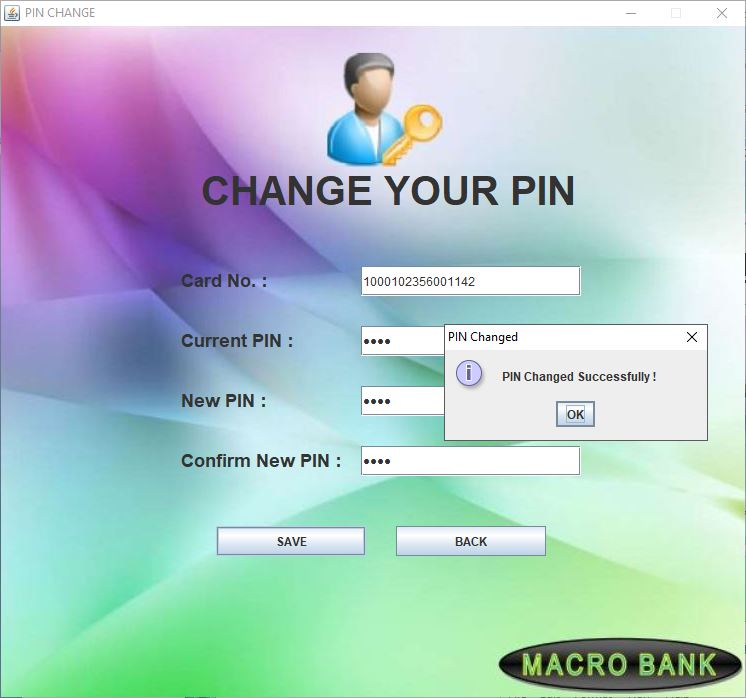 PIN CHANGE
CHANGE YOUR PIN
Card No. : 1000102356001142
Current PIN : ••••
PIN Changed
PIN Changed Successfully !
OK
New PIN : ••••
Confirm New PIN : ••••
SAVE BACK
MACRO BANK